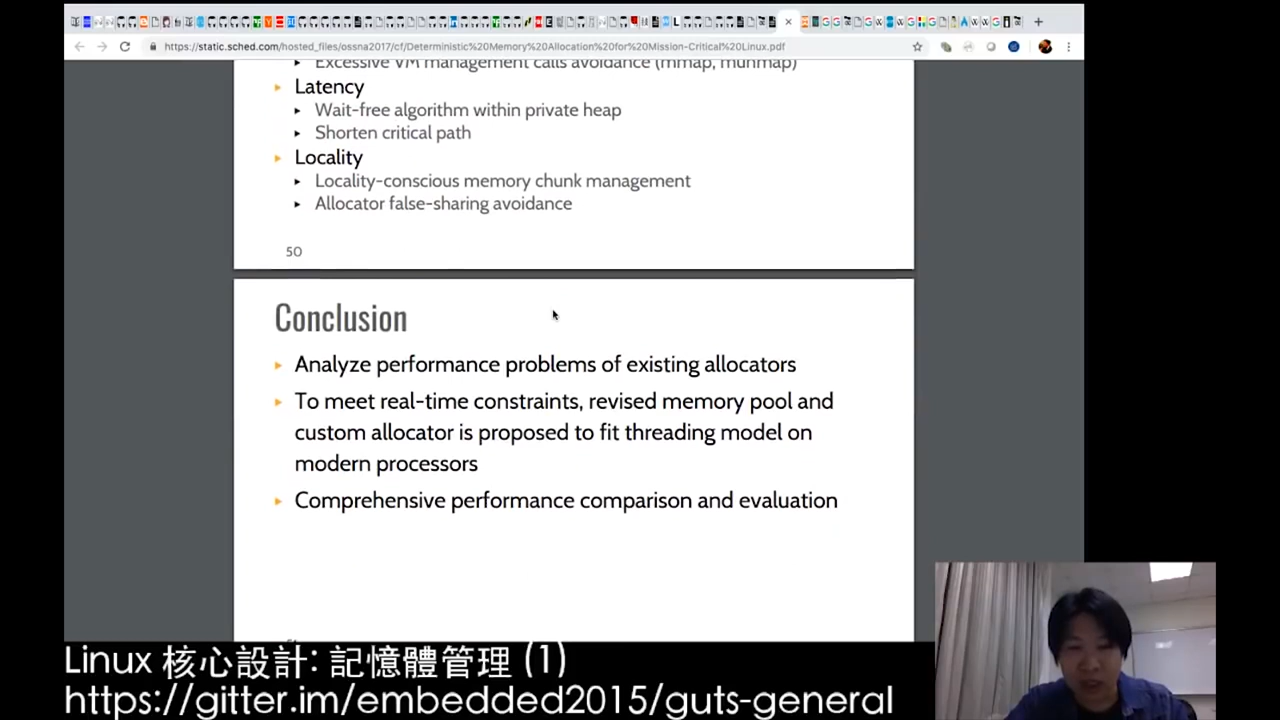 https://static.sched.com/hosted_files/ossna2017/cf/Deterministic%20Memory%20Allocation%20for%20Mission-Critical%20Linux.pdf
Excessive VM management calls avoidance (mmap, munmap)
Latency
Wait-free algorithm within private heap
Shorten critical path
Locality
Locality-conscious memory chunk management
Allocator false-sharing avoidance
50
Conclusion
Analyze performance problems of existing allocators
To meet real-time constraints, revised memory pool and
custom allocator is proposed to fit threading model on
modern processors
Comprehensive performance comparison and evaluation
Linux 核心設計: 記憶體管理 (1)
https://gitter.im/embedded2015/guts-general